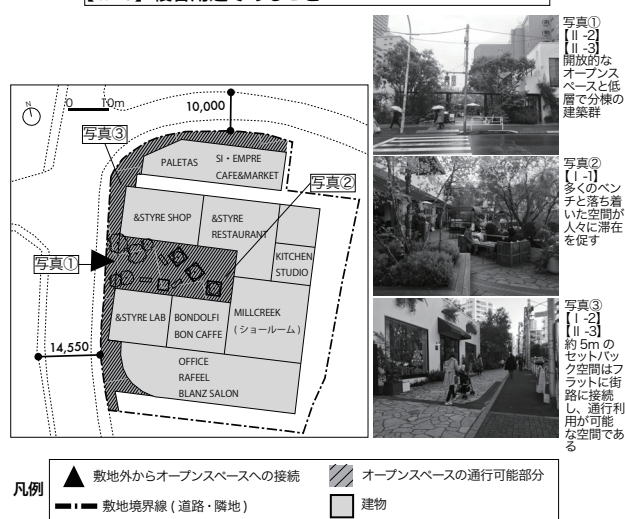 写真①
【Ⅱ-2】
【Ⅱ-3】
開放的な
オープンス
ペースと低
層で分棟の
建築群
写真②
【Ⅰ-1】
多くのベン
チと落ち着
いた空間が
人々に滞在
を促す
写真③
【Ⅰ-2】
【Ⅱ-3】
約5mの
セットバッ
ク空間はフ
ラットに街
路に接続
し、通行利
用が可能
な空間であ
る
N
0 10m
10,000
写真③
PALETAS
SI・EMPRE
CAFE&MARKET
写真②
&STYRE SHOP
&STYRE
RESTAURANT
KITCHEN
STUDIO
写真①
&STYRE LAB
BONDOLFI
BON CAFFE
MILLCREEK
(ショールーム)
14,550
OFFICE
RAFEEL
BLANZ SALON
凡例
敷地外からオープンスペースへの接続
オープンスペースの通行可能部分
敷地境界線(道路・隣地)
建物